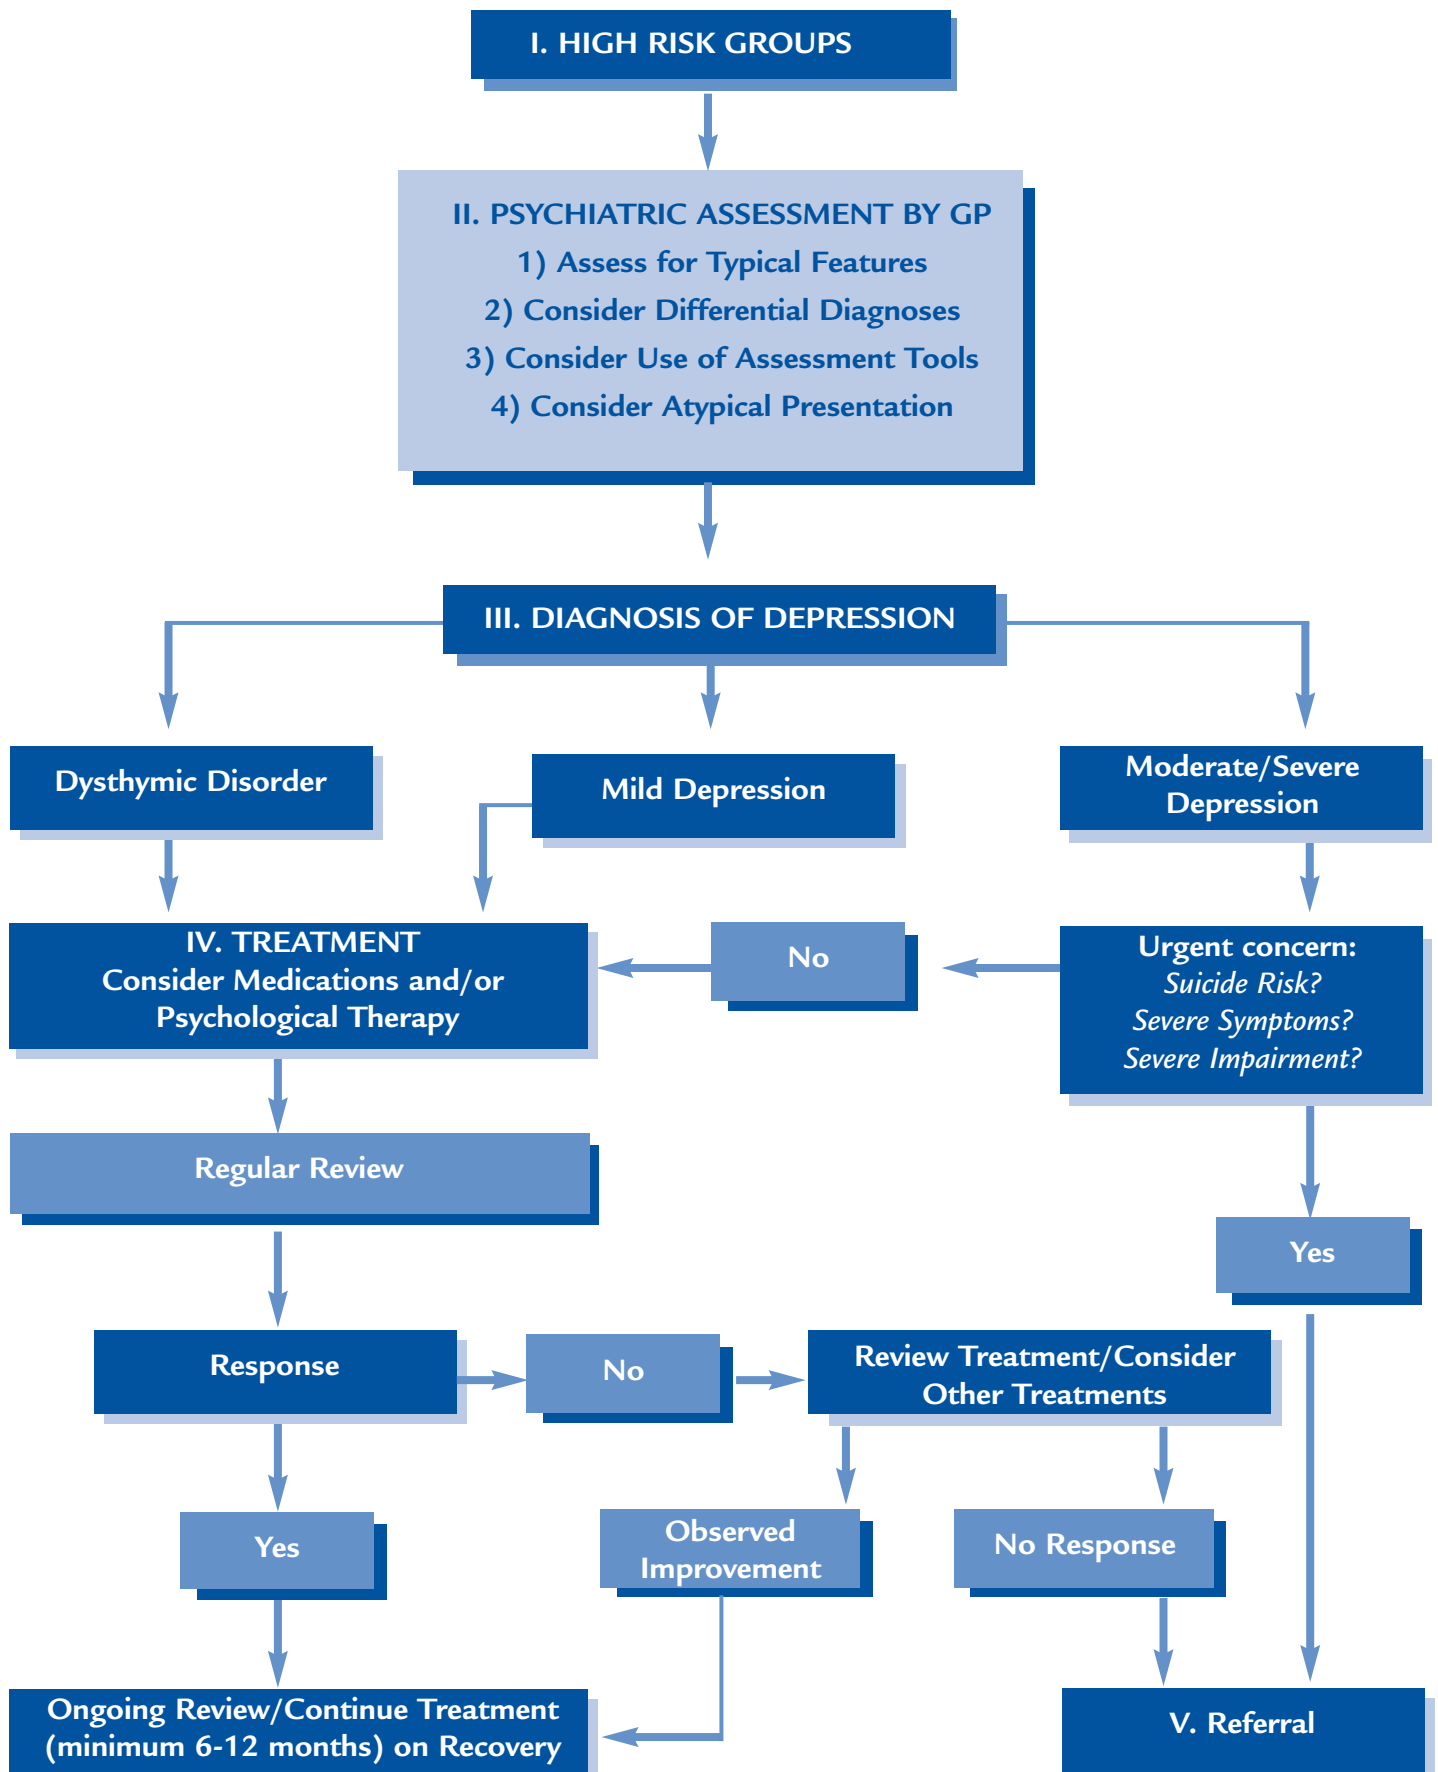 I. HIGH RISK GROUPS
II. PSYCHIATRIC ASSESSMENT BY GP
1) Assess for Typical Features
2) Consider Differential Diagnoses
3) Consider Use of Assessment Tools
4) Consider Atypical Presentation
III. DIAGNOSIS OF DEPRESSION
Dysthymic Disorder
Mild Depression
Moderate/Severe
Depression
IV. TREATMENT
Consider Medications and/or
Psychological Therapy
No
Urgent concern:
Suicide Risk?
Severe Symptoms?
Severe Impairment?
Regular Review
Yes
Response
No
Review Treatment/Consider
Other Treatments
Yes
Observed
Improvement
No Response
Ongoing Review/Continue Treatment
(minimum 6-12 months) on Recovery
V. Referral